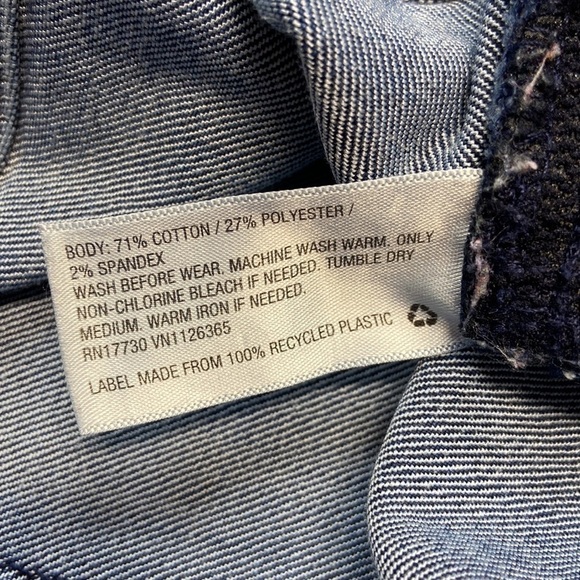 BODY: 71% COTTON / 27% POLYESTER /
2% SPANDEX
WASH BEFORE WEAR. MACHINE WASH WARM. ONLY
NON-CHLORINE BLEACH IF NEEDED. TUMBLE DRY
MEDIUM. WARM IRON IF NEEDED.
RN17730 VN1126365
LABEL MADE FROM 100% RECYCLED PLASTIC